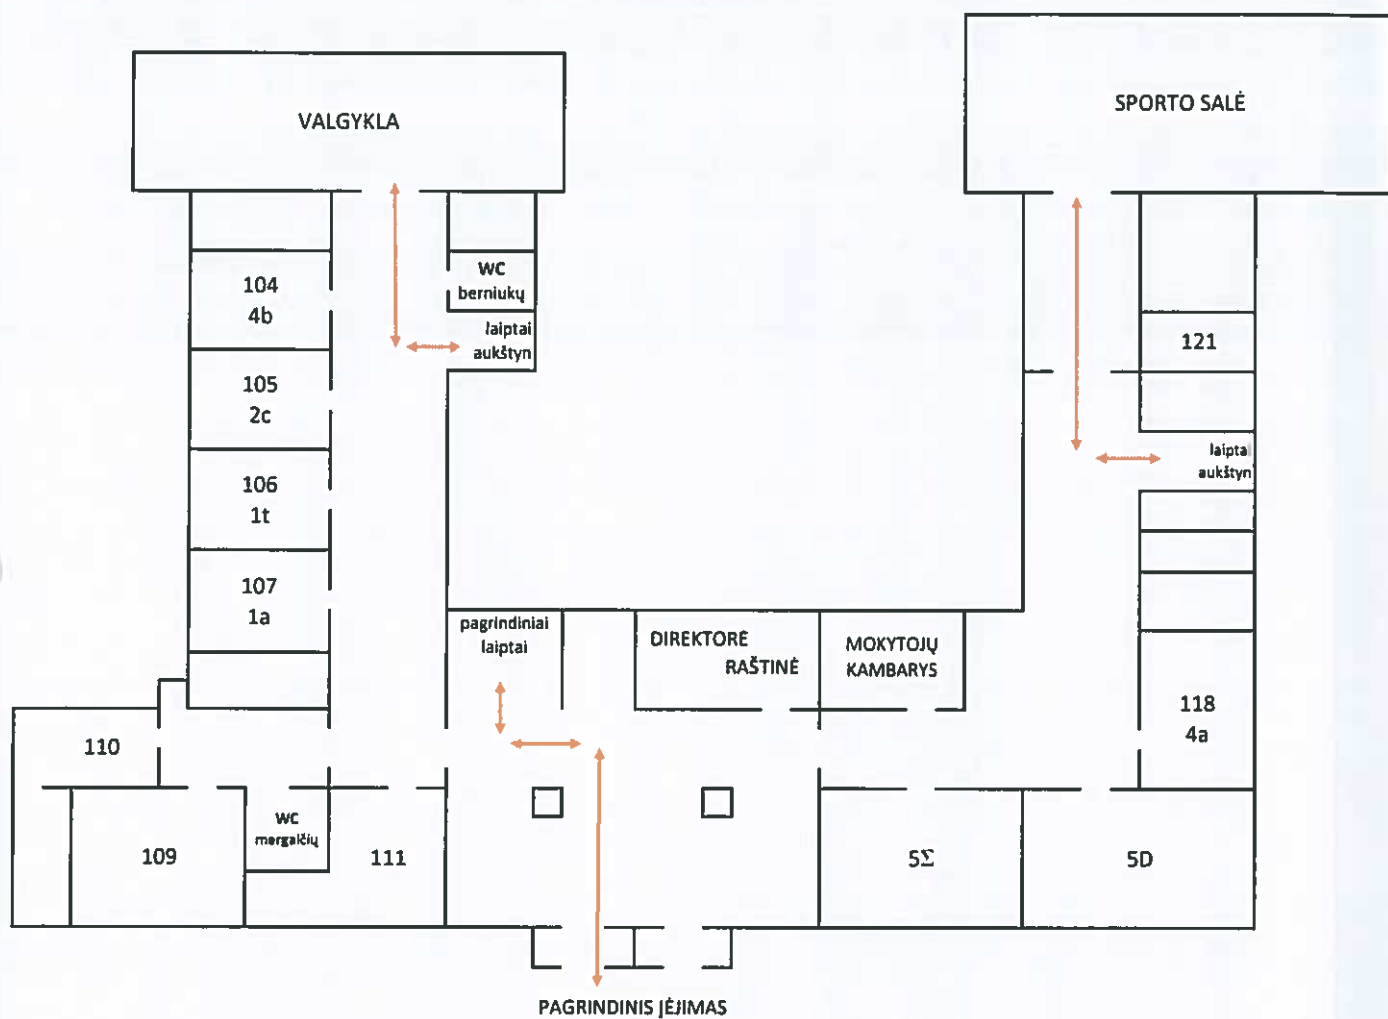 VALGYKLA
SPORTO SALĖ
104
4b
WC
berniukų
laiptai
aukštyn
105
2c
121
106
1t
laiptai
aukštyn
107
1a
pagrindiniai
laiptai
DIREKTORĖ
RAŠTINĖ
MOKYTOJŲ
KAMBARYS
118
4a
110
109
WC
mergaičių
111
5Σ
5D
PAGRINDINIS ĮĖJIMAS